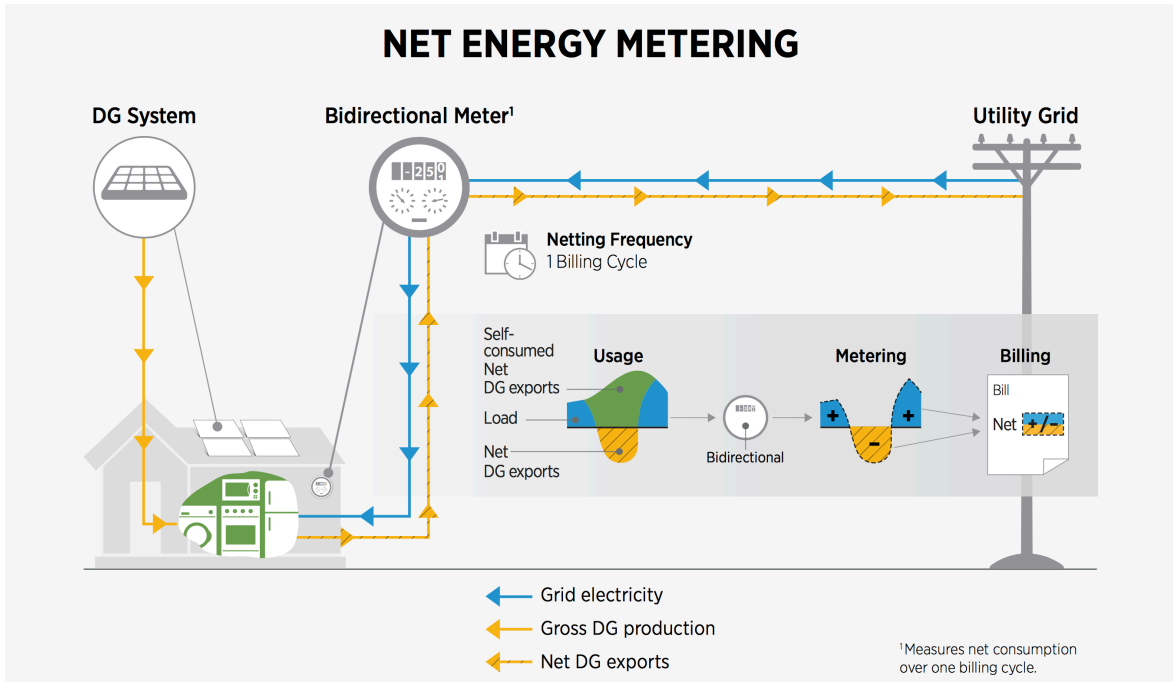 NET ENERGY METERING
DG System
Bidirectional Meter¹
Utility Grid
-250
Netting Frequency
1 Billing Cycle
Self-
consumed
Net
DG exports
Load
Net
DG exports
Usage
Bidirectional
Metering
+
+
-
Billing
Bill
Net +/-
Grid electricity
Gross DG production
Net DG exports
¹Measures net consumption
over one billing cycle.